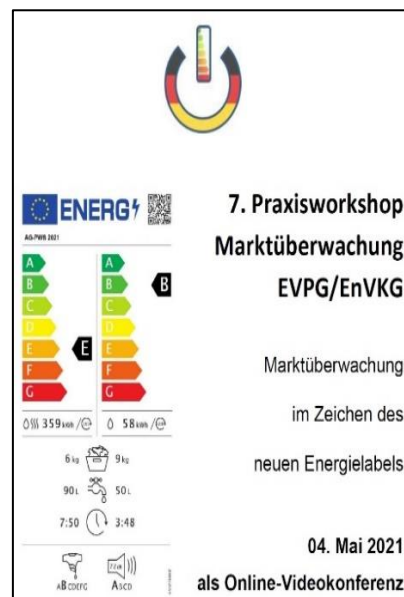 ENERG
AG-PWS 2021
A
B
C
D
E
F
G
E
A
B
C
D
E
F
G
B
359 kWh /
58 kWh /
6 kg
9 kg
90 L
50 L
7:50
3:48
ABCDEFG
ABCD
7. Praxisworkshop
Marktüberwachung
EVPG/EnVKG
Marktüberwachung
im Zeichen des
neuen Energielabels
04. Mai 2021
als Online-Videokonferenz